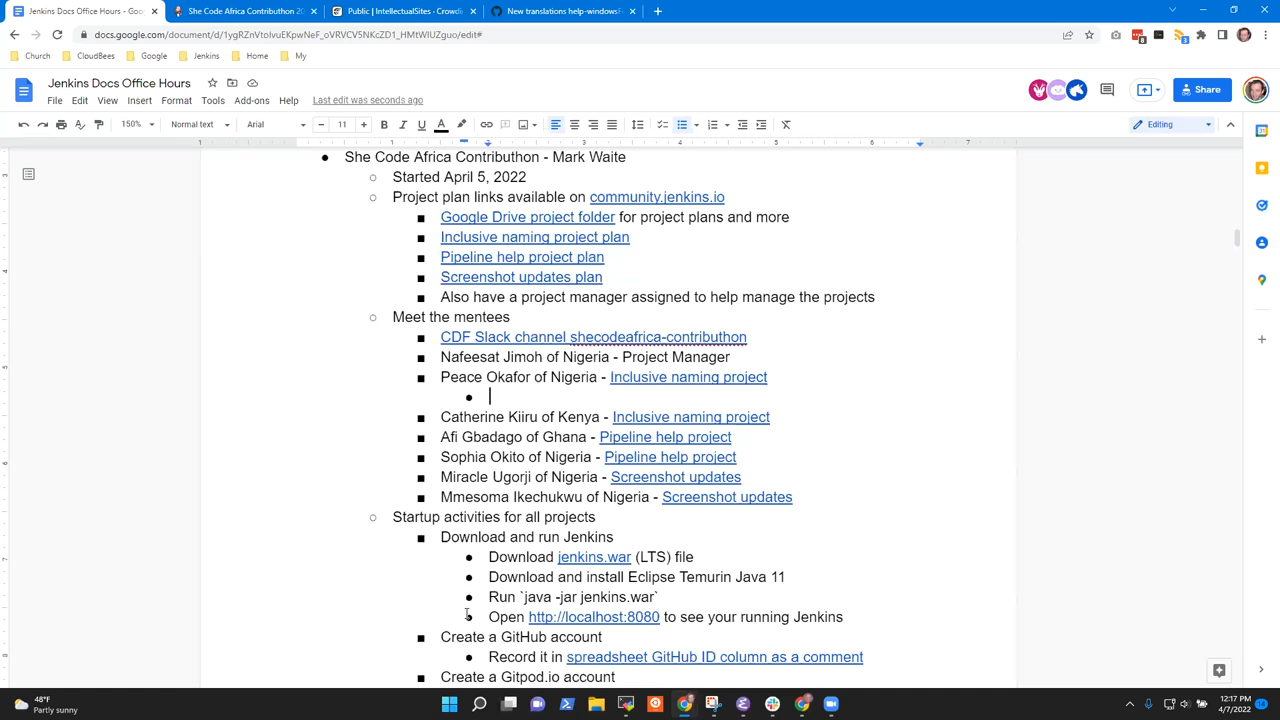 Jenkins Docs Office Hours - Goo
She Code Africa Contributhon 20
Public | IntellectualSites - Crowdin
New translations help-windowsF
docs.google.com/document/d/1ygRZnVtoIvuEKpwNeF_oVRVCV5NKcZD1_HMtWIUZguo/edit#
Church
CloudBees
Google
Jenkins
Home
My
Jenkins Docs Office Hours
File Edit View Insert Format Tools Add-ons Help Last edit was seconds ago
Share
150% Normal text Arial 11 Editing
She Code Africa Contributhon - Mark Waite
Started April 5, 2022
Project plan links available on community.jenkins.io
Google Drive project folder for project plans and more
Inclusive naming project plan
Pipeline help project plan
Screenshot updates plan
Also have a project manager assigned to help manage the projects
Meet the mentees
CDF Slack channel shecodeafrica-contributhon
Nafeesat Jimoh of Nigeria - Project Manager
Peace Okafor of Nigeria - Inclusive naming project
Catherine Kiiru of Kenya - Inclusive naming project
Afi Gbadago of Ghana - Pipeline help project
Sophia Okito of Nigeria - Pipeline help project
Miracle Ugorji of Nigeria - Screenshot updates
Mmesoma Ikechukwu of Nigeria - Screenshot updates
Startup activities for all projects
Download and run Jenkins
Download jenkins.war (LTS) file
Download and install Eclipse Temurin Java 11
Run `java -jar jenkins.war`
Open http://localhost:8080 to see your running Jenkins
Create a GitHub account
Record it in spreadsheet GitHub ID column as a comment
Create a Gitpod.io account
48°F
Partly sunny
12:17 PM
4/7/2022